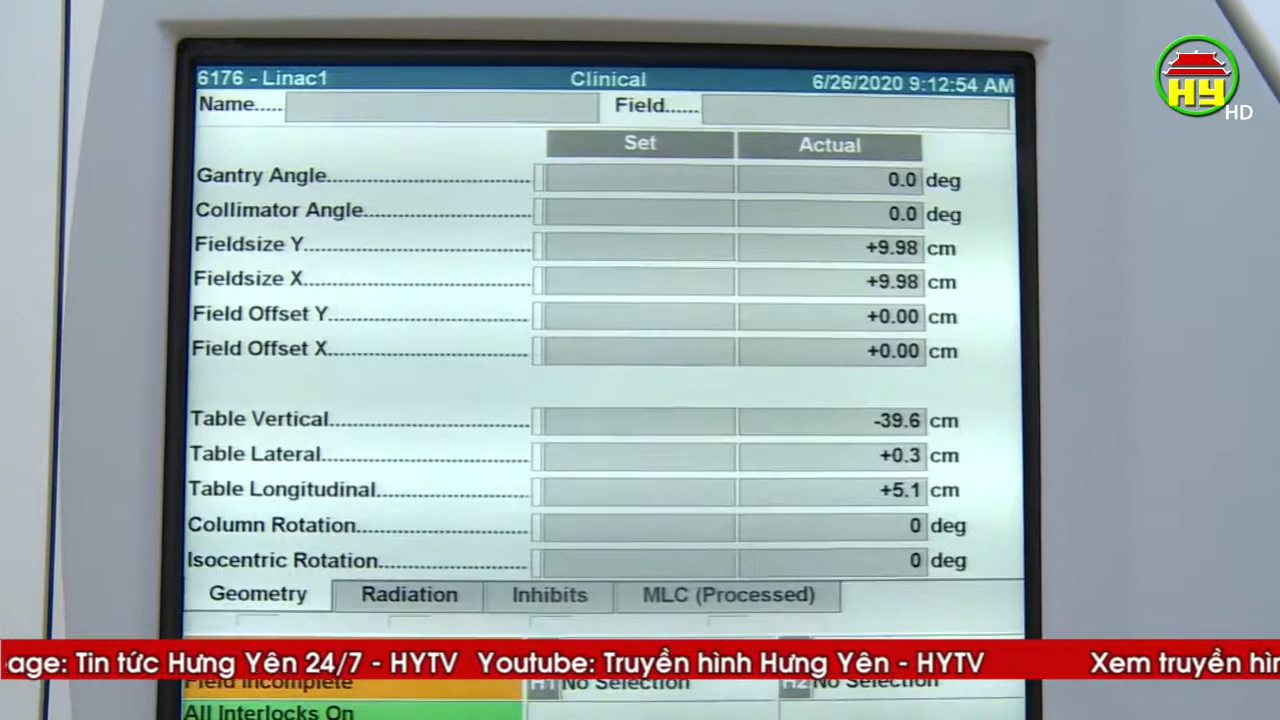 6176 - Linac1 Clinical 6/26/2020 9:12:54 AM
HY
HD
Name..... Field......
Set Actual
Gantry Angle 0.0 deg
Collimator Angle 0.0 deg
Fieldsize Y +9.98 cm
Fieldsize X +9.98 cm
Field Offset Y +0.00 cm
Field Offset X +0.00 cm
Table Vertical -39.6 cm
Table Lateral +0.3 cm
Table Longitudinal +5.1 cm
Column Rotation 0 deg
Isocentric Rotation 0 deg
Geometry Radiation Inhibits MLC (Processed)
age: Tin tức Hưng Yên 24/7 - HYTV Youtube: Truyền hình Hưng Yên - HYTV Xem truyền hìn
Field Incomplete H1 No Selection H2 No Selection
All Interlocks On